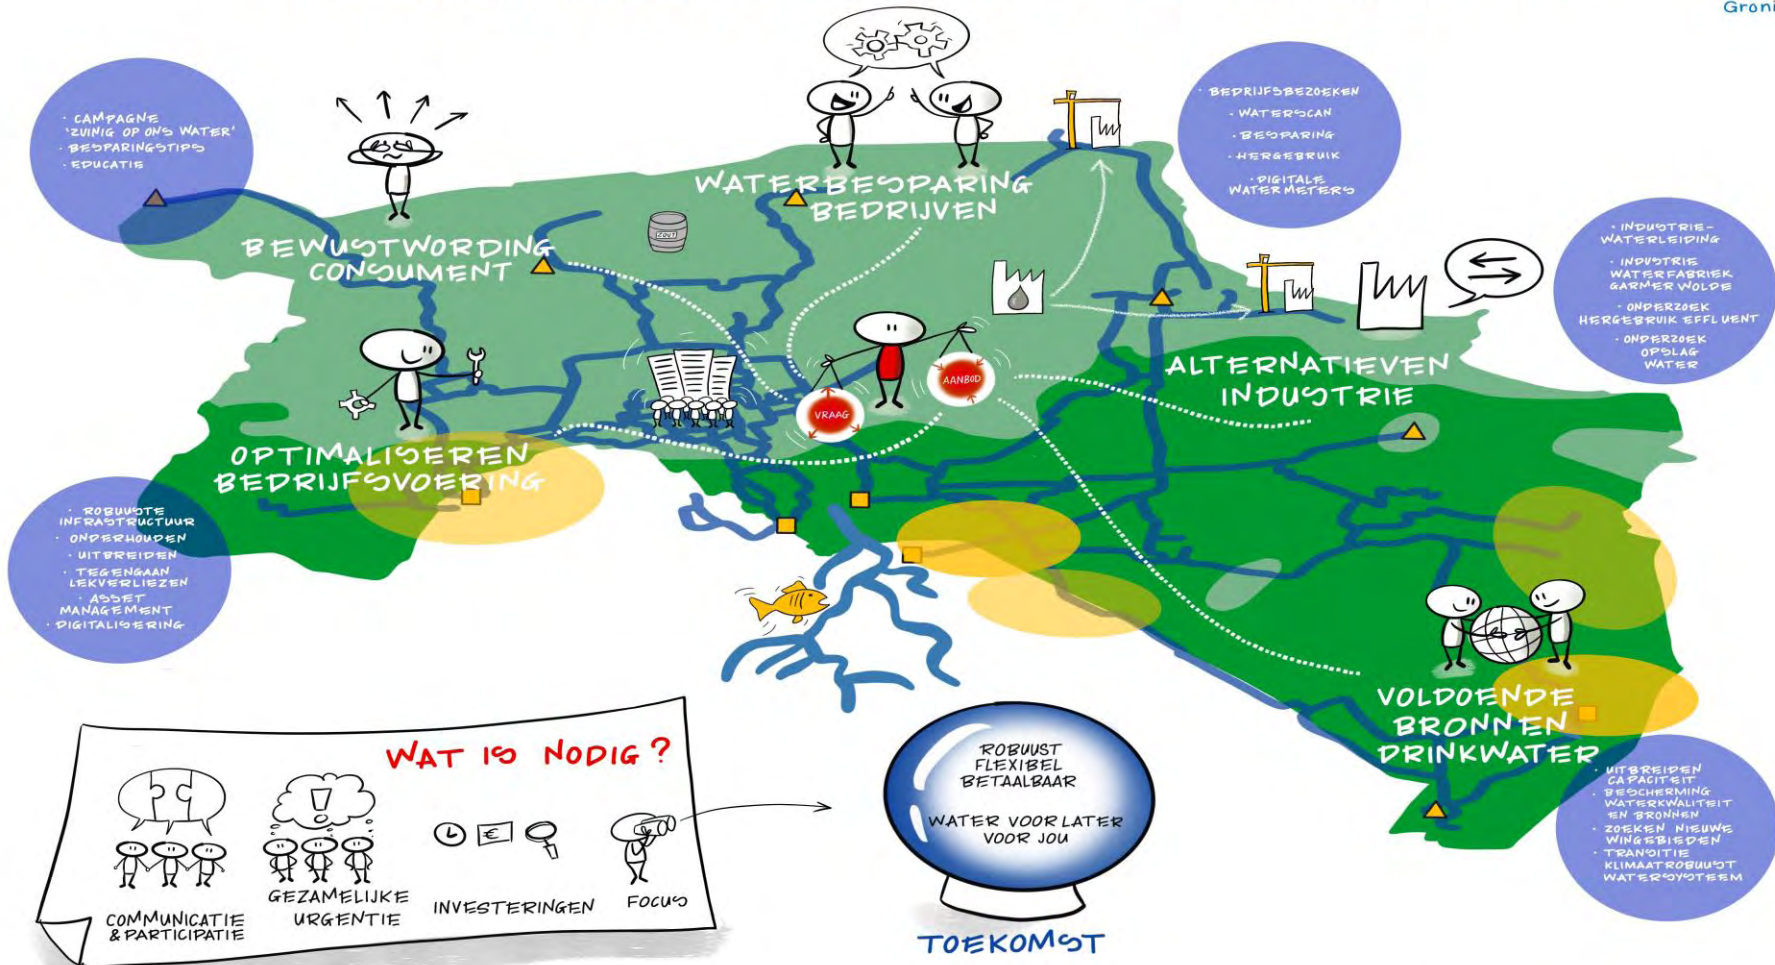 Groni
· CAMPAGNE
'ZUINIG OP ONS WATER'
· BESPARINGSTIPS
· EDUCATIE
· BEDRIJFSBEZOEKEN
· WATERSCAN
· BESPARING
· HERGEBRUIK
· DIGITALE
WATERMETERS
WATERBESPARING
BEDRIJVEN
BEWUSTWORDING
CONSUMENT
ZOUT
· INDUSTRIE-
WATERLEIDING
· INDUSTRIE
WATERFABRIEK
GARMERWOLDE
· ONDERZOEK
HERGEBRUIK EFFLUENT
· ONDERZOEK
OPSLAG
WATER
ALTERNATIEVEN
INDUSTRIE
AANBOD
VRAAG
OPTIMALISEREN
BEDRIJFSVOERING
· ROBUUSTE
INFRASTRUCTUUR
· ONDERHOUDEN
· UITBREIDEN
· TEGENGAAN
LEKVERLIEZEN
· ASSET
MANAGEMENT
· DIGITALISERING
VOLDOENDE
BRONNEN
DRINKWATER
· UITBREIDEN
CAPACITEIT
· BESCHERMING
WATERKWALITEIT
EN BRONNEN
· ZOEKEN NIEUWE
WINGEBIEDEN
· TRANSITIE
KLIMAATROBUUST
WATERSYSTEEM
WAT IS NODIG?
COMMUNICATIE
& PARTICIPATIE
GEZAMELIJKE
URGENTIE
€
INVESTERINGEN
FOCUS
ROBUUST
FLEXIBEL
BETAALBAAR
WATER VOOR LATER
VOOR JOU
TOEKOMST